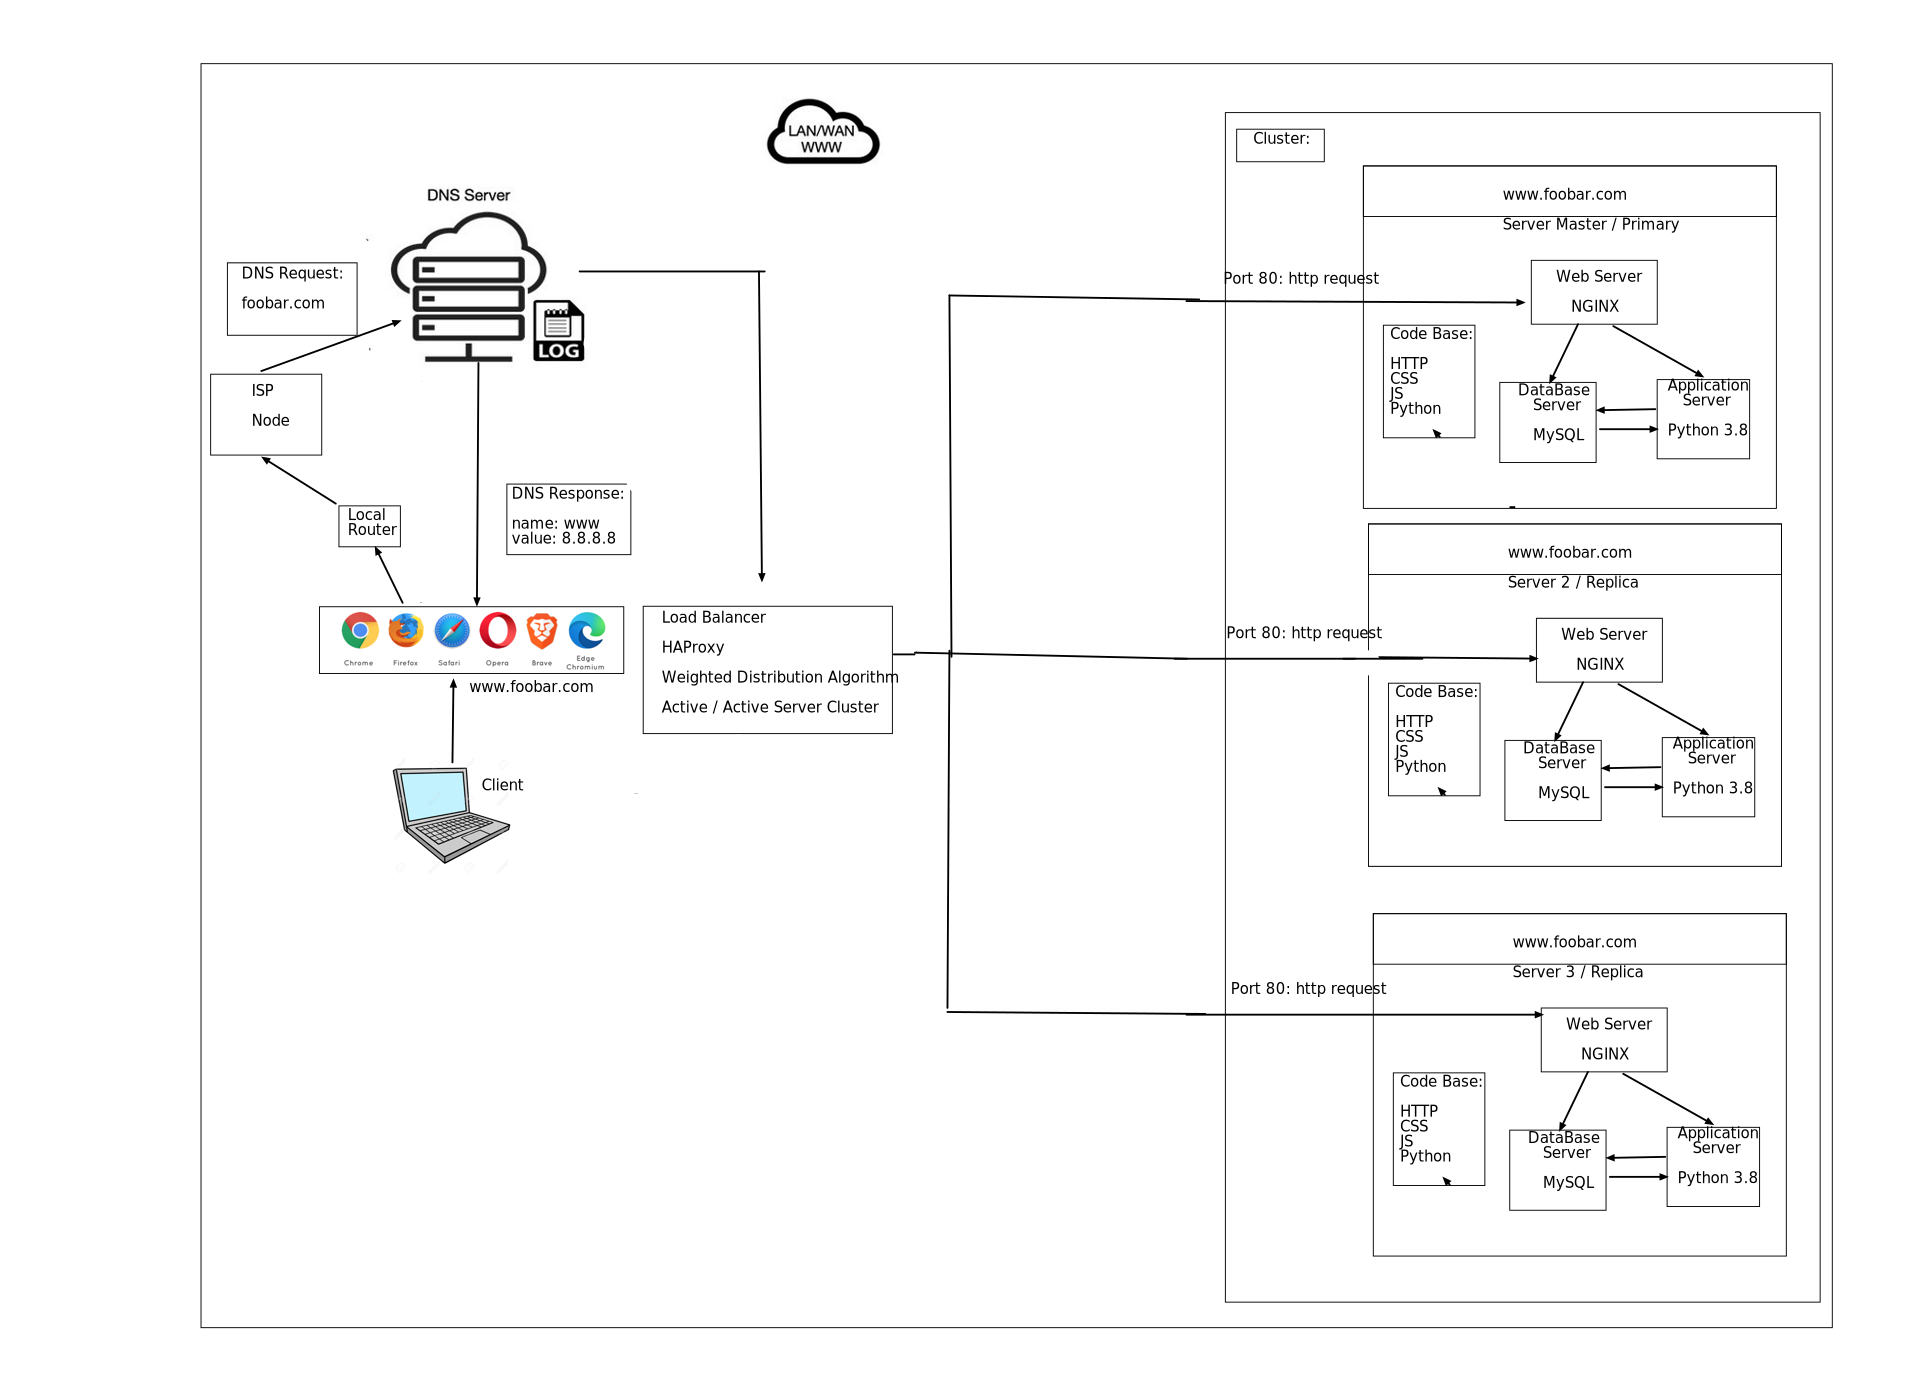 LAN/WAN
WWW
DNS Server
LOG
DNS Request:
foobar.com
ISP
Node
Local
Router
DNS Response:
name: www
value: 8.8.8.8
Chrome
Firefox
Safari
Opera
Brave
Edge
Chromium
www.foobar.com
Client
Load Balancer
HAProxy
Weighted Distribution Algorithm
Active / Active Server Cluster
Cluster:
www.foobar.com
Server Master / Primary
Port 80: http request
Web Server
NGINX
Code Base:
HTTP
CSS
JS
Python
DataBase
Server
MySQL
Application
Server
Python 3.8
www.foobar.com
Server 2 / Replica
Port 80: http request
Web Server
NGINX
Code Base:
HTTP
CSS
JS
Python
DataBase
Server
MySQL
Application
Server
Python 3.8
www.foobar.com
Server 3 / Replica
Port 80: http request
Web Server
NGINX
Code Base:
HTTP
CSS
JS
Python
DataBase
Server
MySQL
Application
Server
Python 3.8